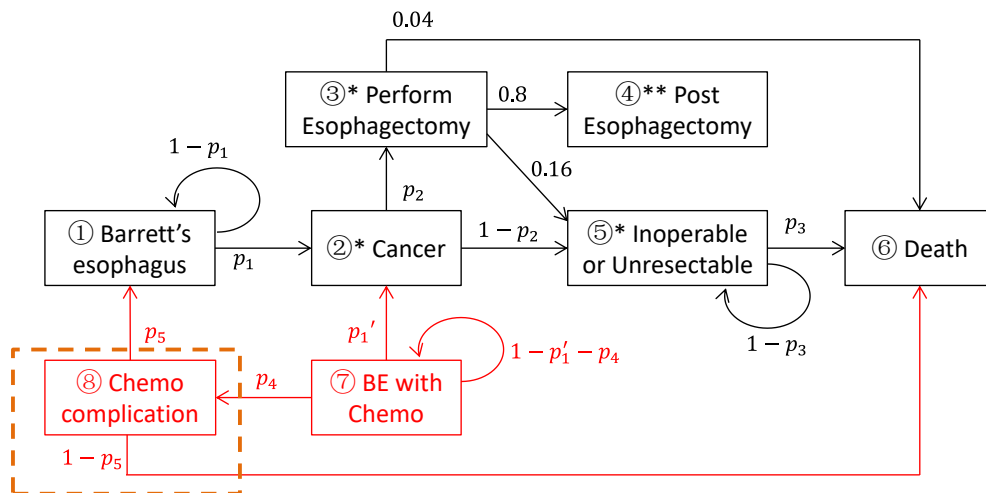 0.04
③* Perform
Esophagectomy
0.8
④** Post
Esophagectomy
1 − p₁
0.16
p₂
① Barrett's
esophagus
p₁
②* Cancer
1 − p₂
⑤* Inoperable
or Unresectable
p₃
⑥ Death
p₅
p₁′
1 − p₁′ − p₄
1 − p₃
⑧ Chemo
complication
p₄
⑦ BE with
Chemo
1 − p₅